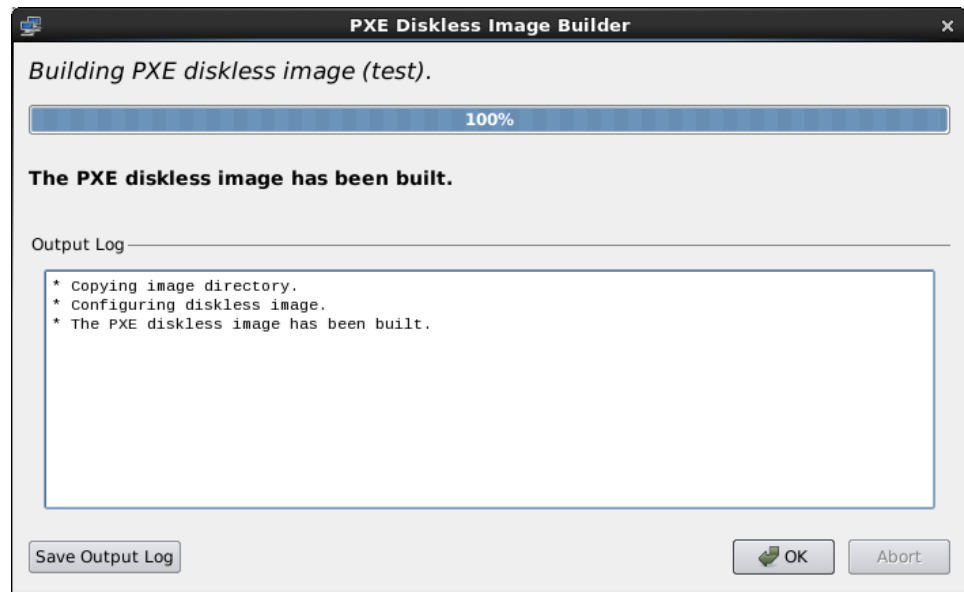 PXE Diskless Image Builder
Building PXE diskless image (test).
100%
The PXE diskless image has been built.
Output Log
* Copying image directory.
* Configuring diskless image.
* The PXE diskless image has been built.
Save Output Log
OK
Abort